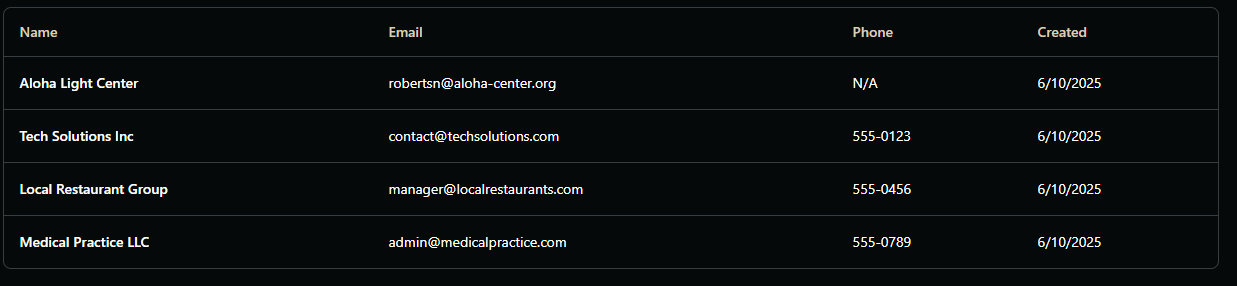 Name Email Phone Created
Aloha Light Center robertsn@aloha-center.org N/A 6/10/2025
Tech Solutions Inc contact@techsolutions.com 555-0123 6/10/2025
Local Restaurant Group manager@localrestaurants.com 555-0456 6/10/2025
Medical Practice LLC admin@medicalpractice.com 555-0789 6/10/2025